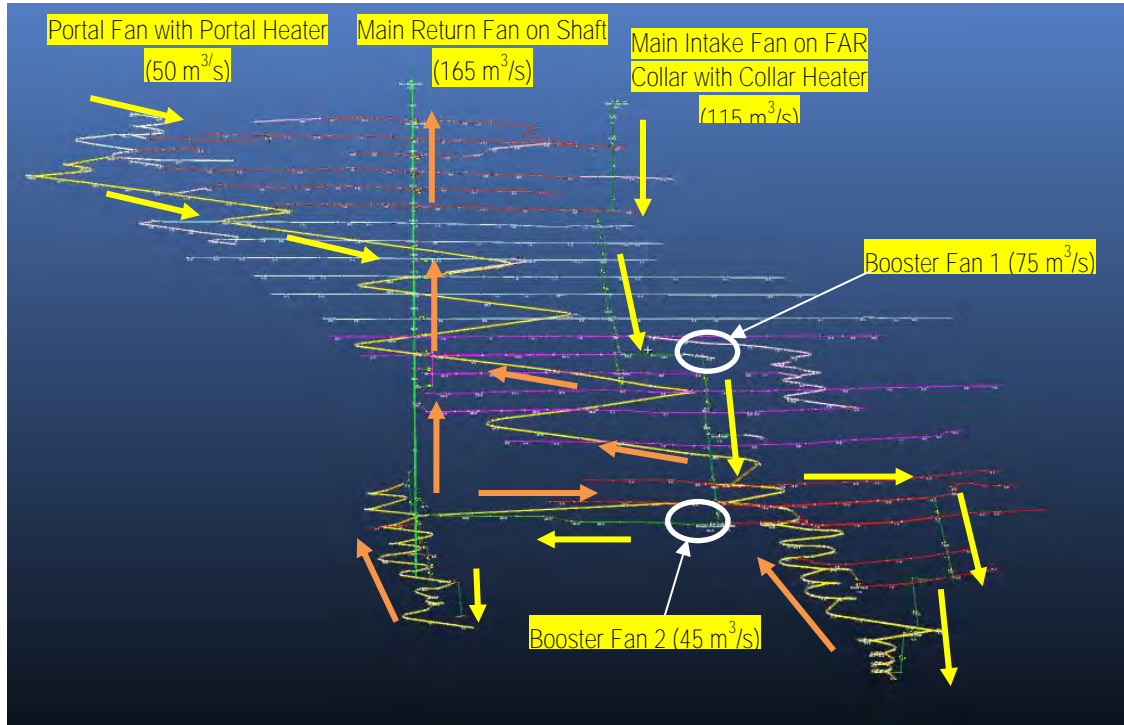 Portal Fan with Portal Heater
(50 m³/s)
Main Return Fan on Shaft
(165 m³/s)
Main Intake Fan on FAR
Collar with Collar Heater
(115 m³/s)
Booster Fan 1 (75 m³/s)
Booster Fan 2 (45 m³/s)